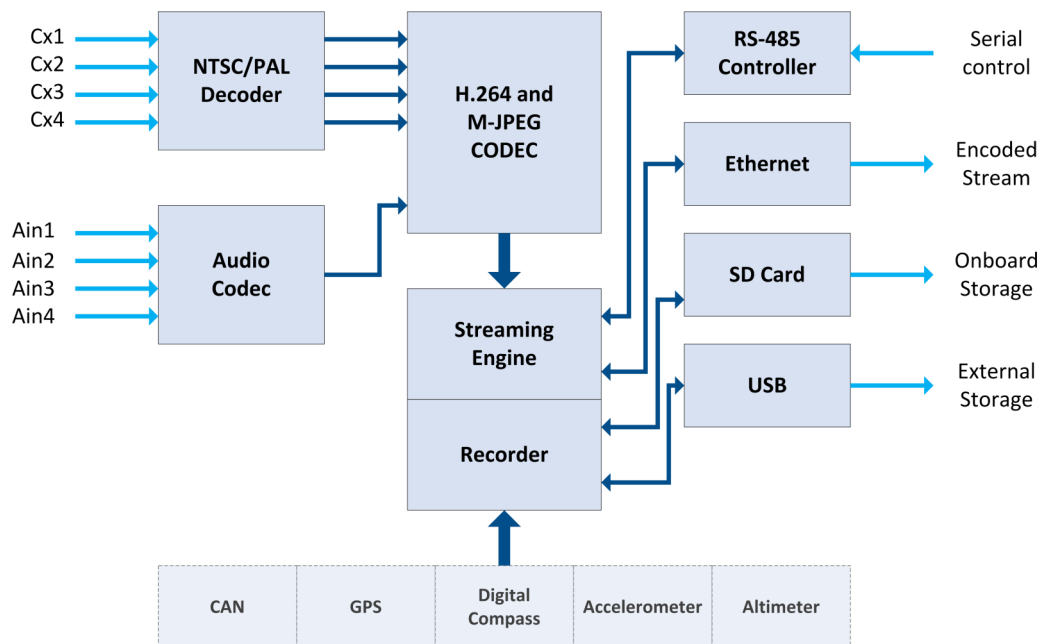 Cx1
Cx2
Cx3
Cx4
NTSC/PAL
Decoder
H.264 and
M-JPEG
CODEC
RS-485
Controller
Serial
control
Ethernet
Encoded
Stream
Ain1
Ain2
Ain3
Ain4
Audio
Codec
SD Card
Onboard
Storage
Streaming
Engine
USB
External
Storage
Recorder
CAN
GPS
Digital
Compass
Accelerometer
Altimeter